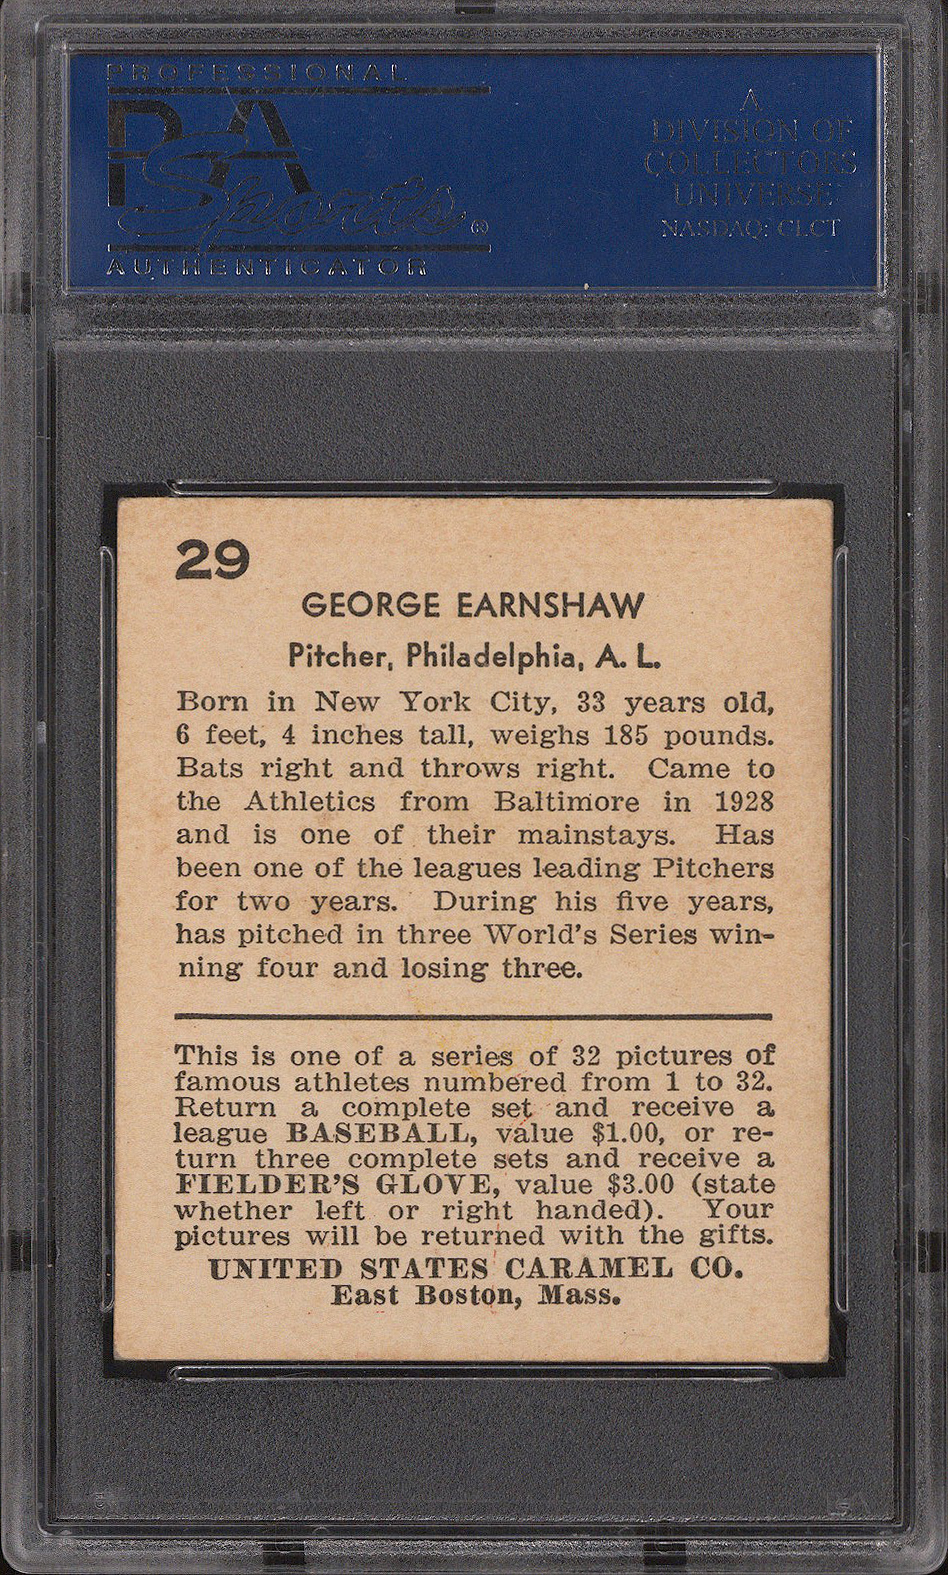 PROFESSIONAL
PSA
Sports ®
AUTHENTICATOR
A
DIVISION OF
COLLECTORS
UNIVERSE
NASDAQ: CLCT
29
GEORGE EARNSHAW
Pitcher, Philadelphia, A. L.
Born in New York City, 33 years old,
6 feet, 4 inches tall, weighs 185 pounds.
Bats right and throws right. Came to
the Athletics from Baltimore in 1928
and is one of their mainstays. Has
been one of the leagues leading Pitchers
for two years. During his five years,
has pitched in three World's Series win-
ning four and losing three.
This is one of a series of 32 pictures of
famous athletes numbered from 1 to 32.
Return a complete set and receive a
league BASEBALL, value $1.00, or re-
turn three complete sets and receive a
FIELDER'S GLOVE, value $3.00 (state
whether left or right handed). Your
pictures will be returned with the gifts.
UNITED STATES CARAMEL CO.
East Boston, Mass.